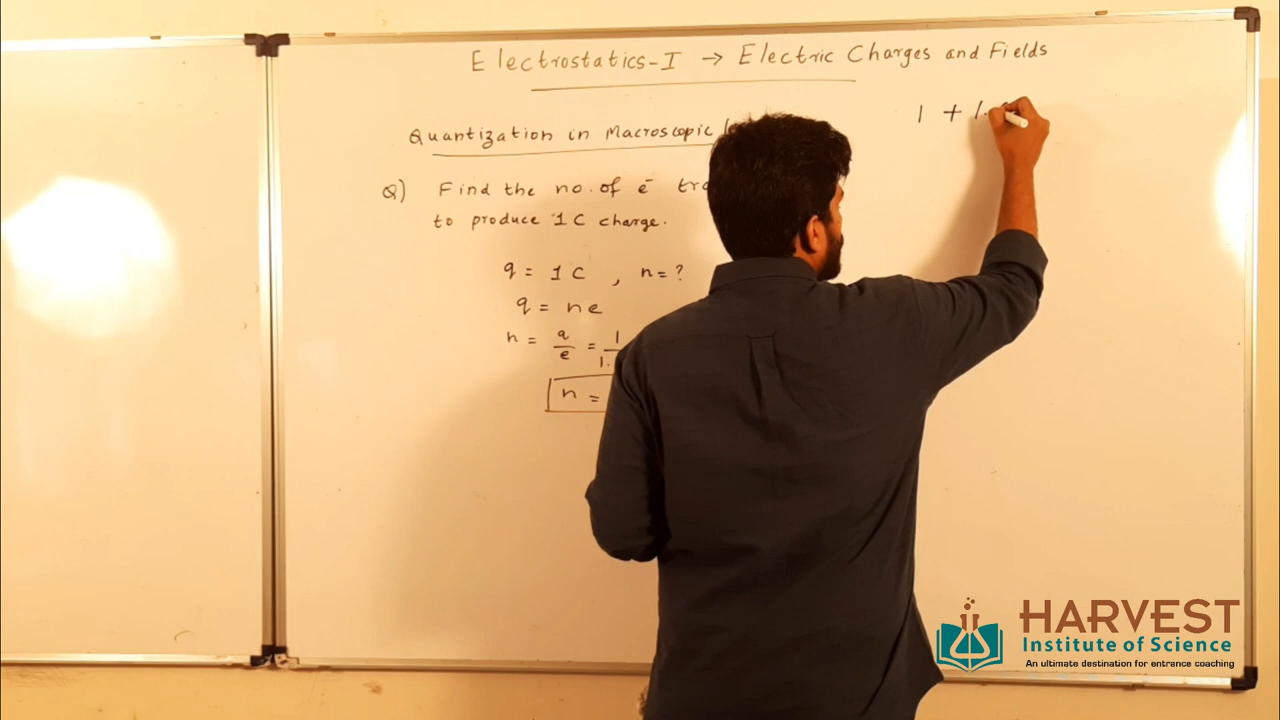 Electrostatics-I → Electric Charges and Fields
Quantization in Macroscopic
Q) Find the no. of e⁻
to produce 1 C charge.
q = 1 C , n = ?
q = ne
n = q/e = 1/1.
n =
1 + 1.
HARVEST
Institute of Science
An ultimate destination for entrance coaching